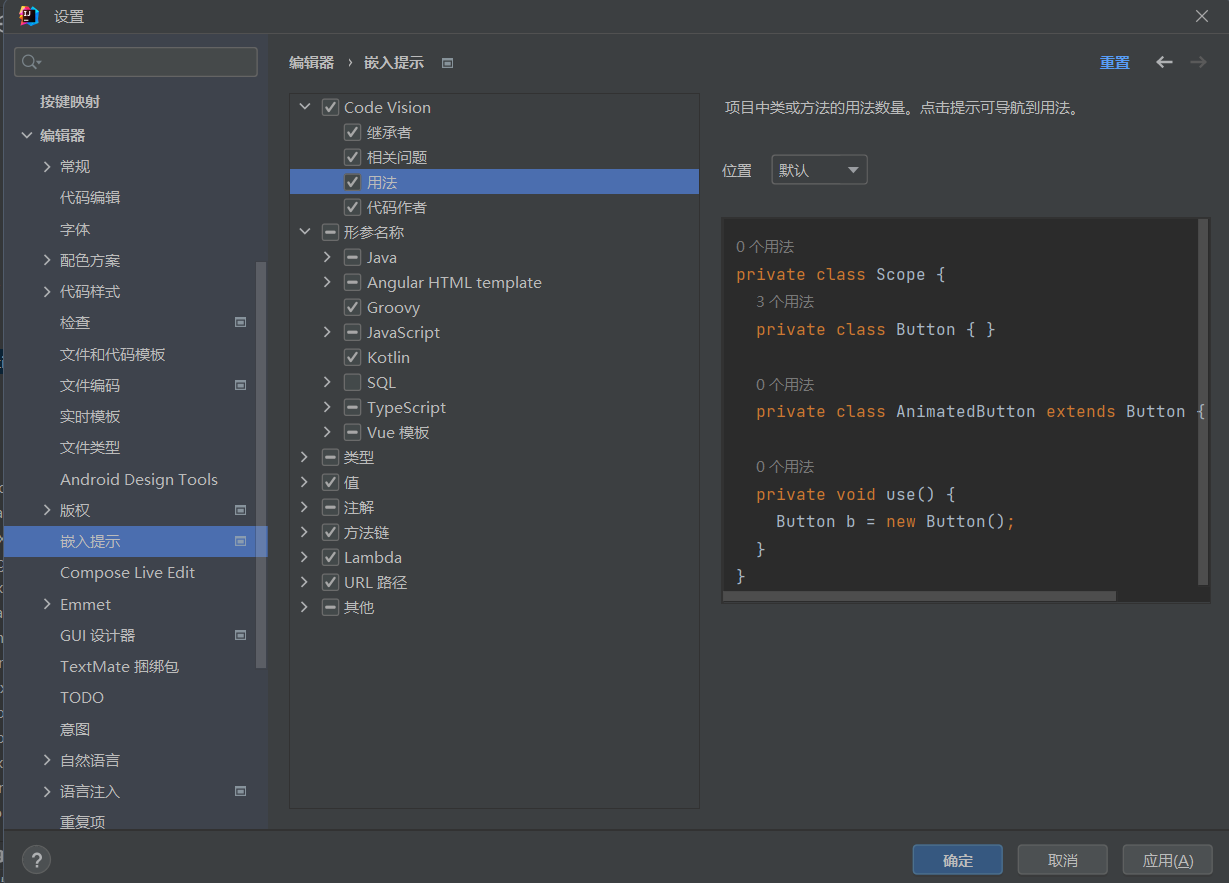 设置
按键映射
编辑器
常规
代码编辑
字体
配色方案
代码样式
检查
文件和代码模板
文件编码
实时模板
文件类型
Android Design Tools
版权
嵌入提示
Compose Live Edit
Emmet
GUI 设计器
TextMate 捆绑包
TODO
意图
自然语言
语言注入
重复项
编辑器 › 嵌入提示
重置
Code Vision
继承者
相关问题
用法
代码作者
形参名称
Java
Angular HTML template
Groovy
JavaScript
Kotlin
SQL
TypeScript
Vue 模板
类型
值
注解
方法链
Lambda
URL 路径
其他
项目中类或方法的用法数量。点击提示可导航到用法。
位置 默认
0 个用法
private class Scope {
3 个用法
private class Button { }
0 个用法
private class AnimatedButton extends Button {
0 个用法
private void use() {
Button b = new Button();
}
}
?
确定
取消
应用(A)